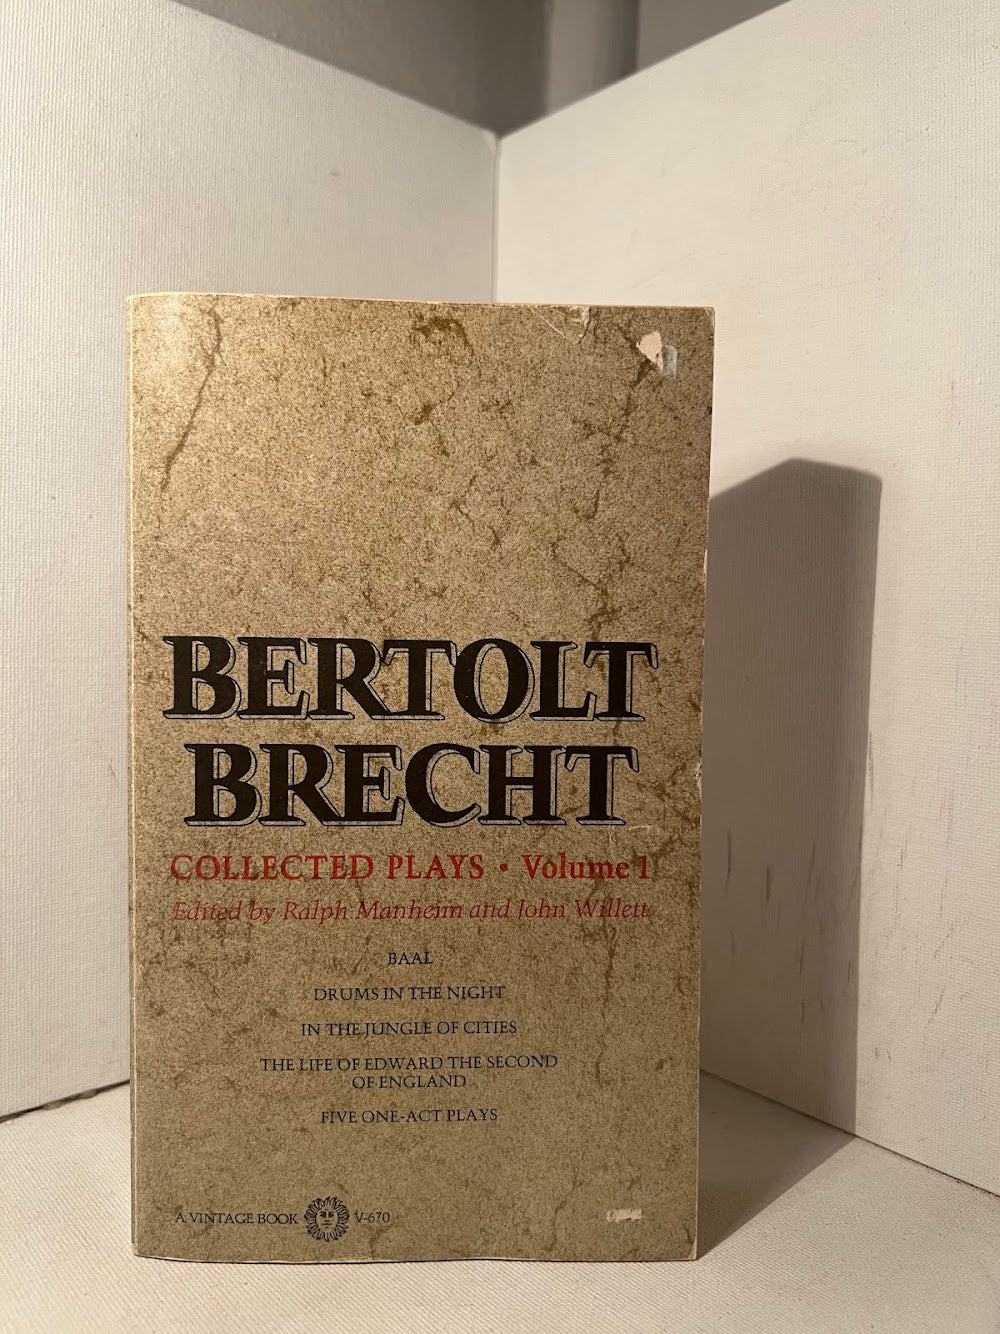 BERTOLT
BRECHT
COLLECTED PLAYS • Volume 1
Edited by Ralph Manheim and John Willett
BAAL
DRUMS IN THE NIGHT
IN THE JUNGLE OF CITIES
THE LIFE OF EDWARD THE SECOND
OF ENGLAND
FIVE ONE-ACT PLAYS
A VINTAGE BOOK V-670